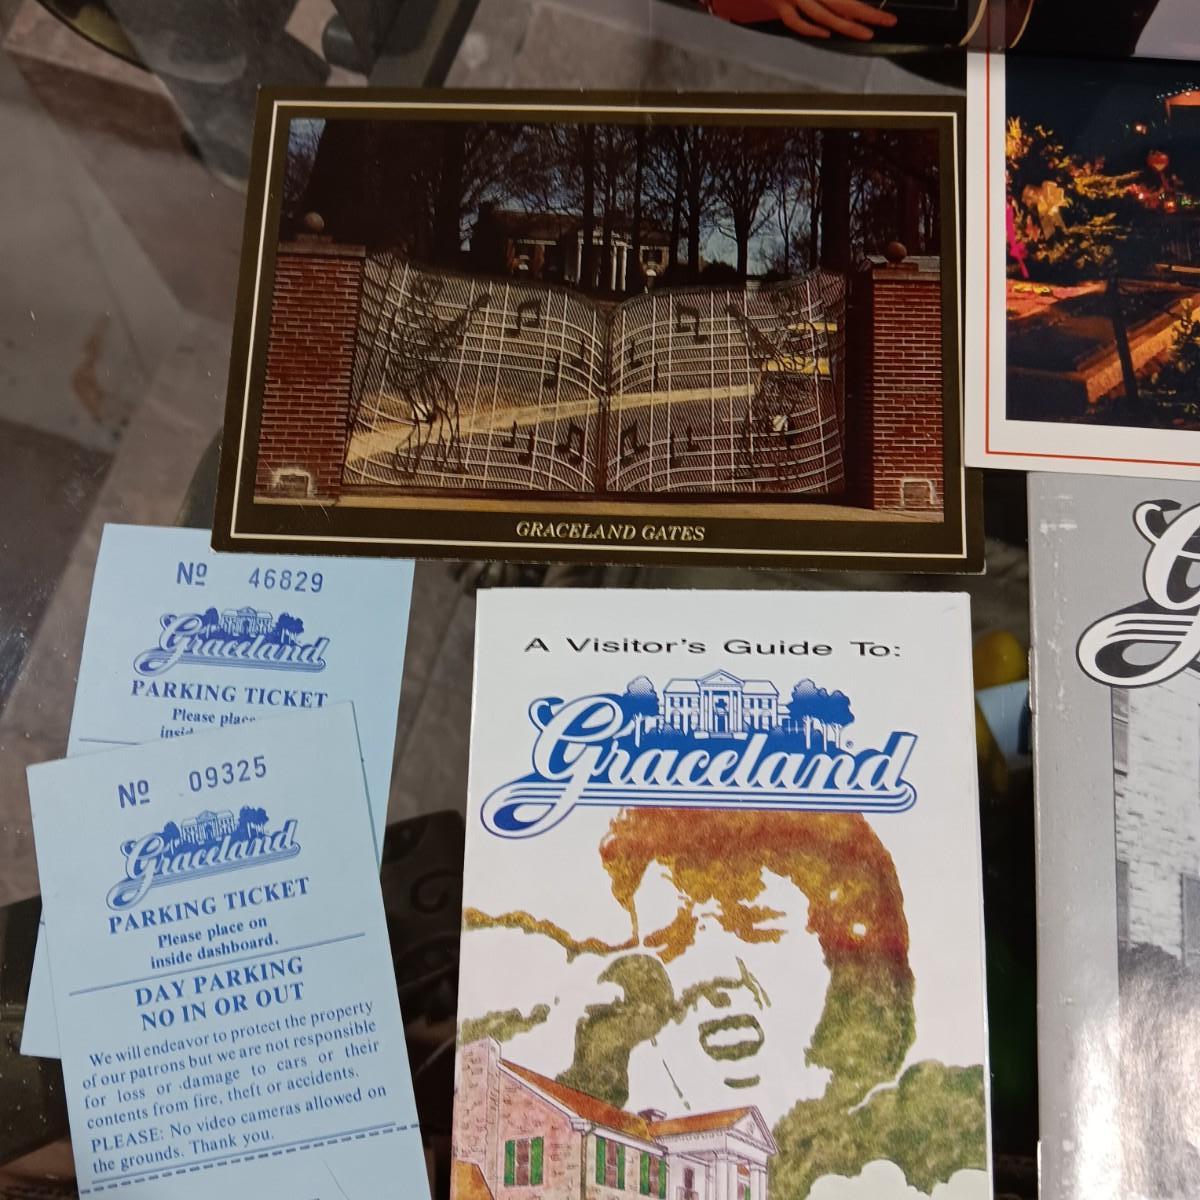 GRACELAND GATES
Nº 46829
Graceland
PARKING TICKET
Please place
Nº 09325
Graceland
PARKING TICKET
Please place on
inside dashboard.
DAY PARKING
NO IN OR OUT
We will endeavor to protect the property
of our patrons but we are not responsible
for loss or damage to cars or their
contents from fire, theft or accidents.
PLEASE: No video cameras allowed on
the grounds. Thank you.
A Visitor's Guide To:
Graceland®
G